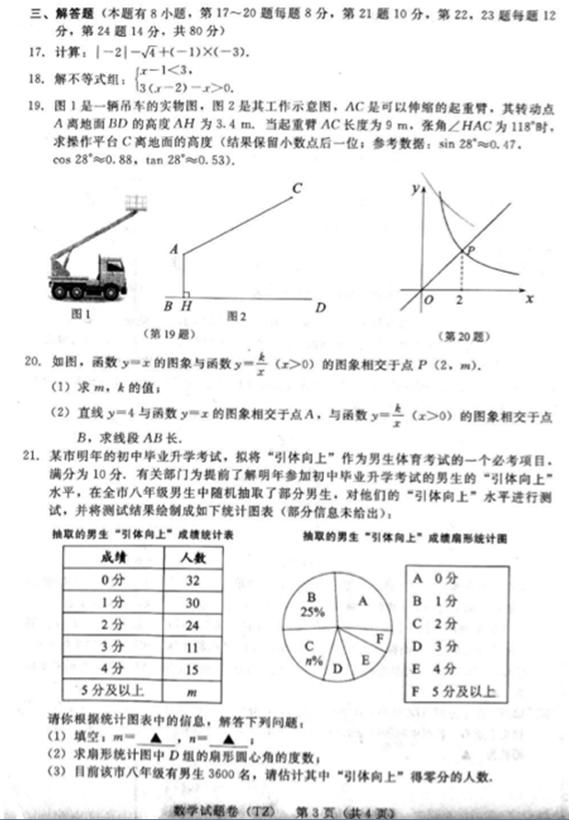 三、解答题（本题有8小题，第17～20题每题8分，第21题10分，第22，23题每题12
分，第24题14分，共80分）
17. 计算：|－2|－√4＋(－1)×(－3).
18. 解不等式组：{x－1<3,
3(x－2)－x>0.
19. 图1是一辆吊车的实物图，图2是其工作示意图，AC是可以伸缩的起重臂，其转动点
A离地面BD的高度AH为3.4 m. 当起重臂AC长度为9 m，张角∠HAC为118°时，
求操作平台C离地面的高度（结果保留小数点后一位；参考数据：sin 28°≈0.47，
cos 28°≈0.88，tan 28°≈0.53）.
A
C
B H
D
图1
图2
（第19题）
y
P
O 2 x
（第20题）
20. 如图，函数y＝x的图象与函数y＝k/x（x>0）的图象相交于点P（2，m）.
（1）求m，k的值；
（2）直线y＝4与函数y＝x的图象相交于点A，与函数y＝k/x（x>0）的图象相交于点
B，求线段AB长.
21. 某市明年的初中毕业升学考试，拟将“引体向上”作为男生体育考试的一个必考项目，
满分为10分. 有关部门为提前了解明年参加初中毕业升学考试的男生的“引体向上”
水平，在全市八年级男生中随机抽取了部分男生，对他们的“引体向上”水平进行测
试，并将测试结果绘制成如下统计图表（部分信息未给出）：
抽取的男生“引体向上”成绩统计表
成绩 人数
0分 32
1分 30
2分 24
3分 11
4分 15
5分及以上 m
抽取的男生“引体向上”成绩扇形统计图
B
25%
A
C
n%
D
E
F
A 0分
B 1分
C 2分
D 3分
E 4分
F 5分及以上
请你根据统计图表中的信息，解答下列问题：
（1）填空：m＝ ▲ ，n＝ ▲ ；
（2）求扇形统计图中D组的扇形圆心角的度数；
（3）目前该市八年级有男生3600名，请估计其中“引体向上”得零分的人数.
数学试题卷（TZ） 第3页（共4页）